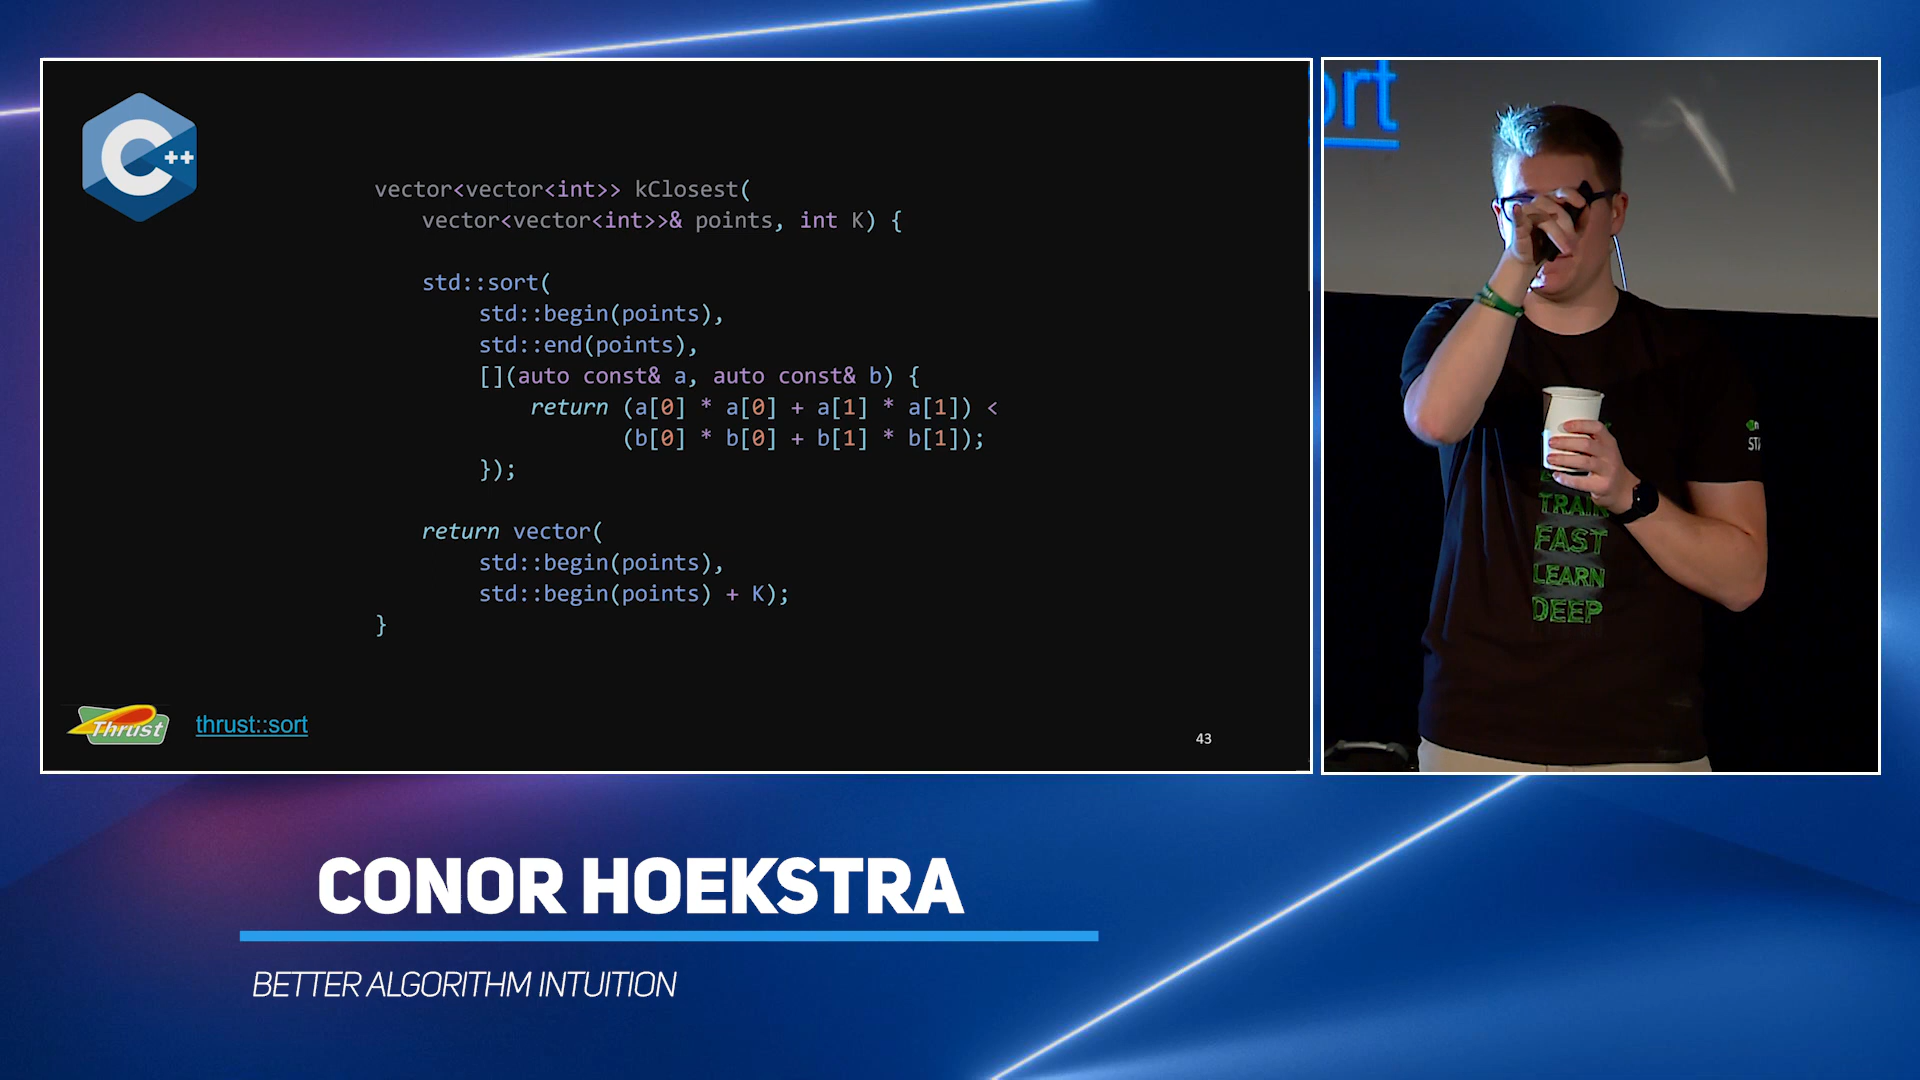 C++
vector<vector<int>> kClosest(
vector<vector<int>>& points, int K) {
std::sort(
std::begin(points),
std::end(points),
[](auto const& a, auto const& b) {
return (a[0] * a[0] + a[1] * a[1]) <
(b[0] * b[0] + b[1] * b[1]);
});
return vector(
std::begin(points),
std::begin(points) + K);
}
Thrust
thrust::sort
43
ort
TRAIN
FAST
LEARN
DEEP
CONOR HOEKSTRA
BETTER ALGORITHM INTUITION